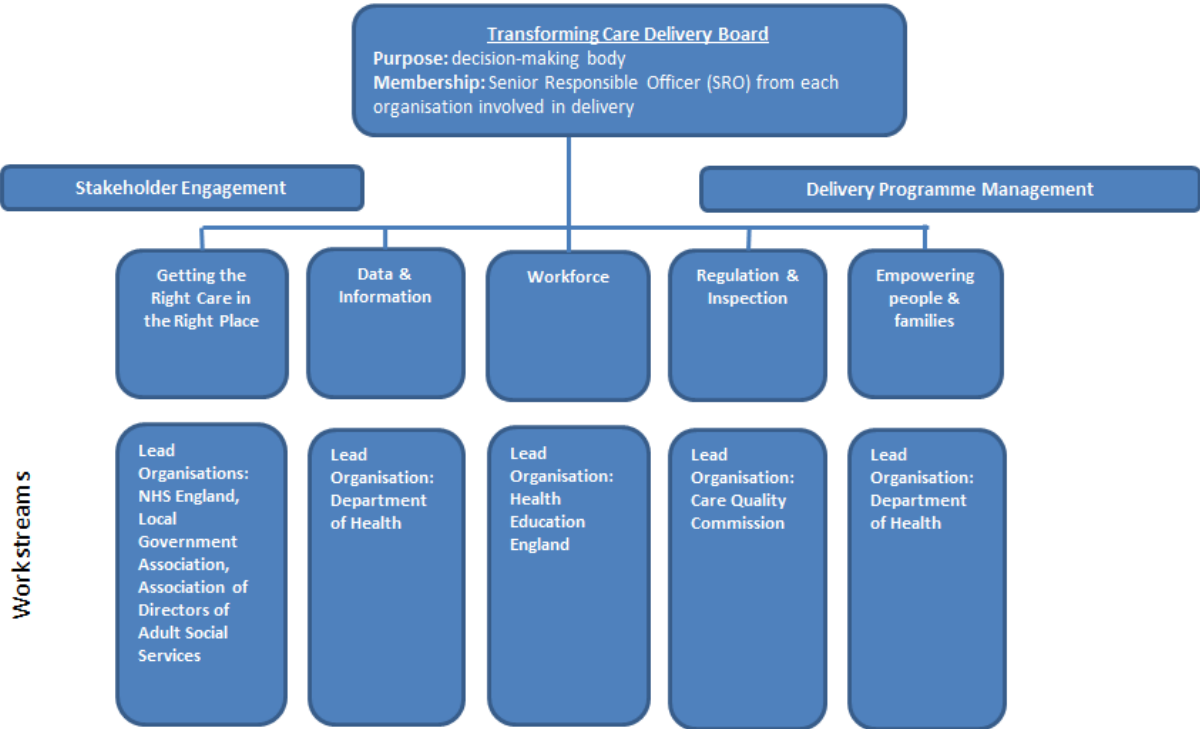 Transforming Care Delivery Board
Purpose: decision-making body
Membership: Senior Responsible Officer (SRO) from each
organisation involved in delivery
Stakeholder Engagement
Delivery Programme Management
Getting the
Right Care in
the Right Place
Data &
Information
Workforce
Regulation &
Inspection
Empowering
people &
families
Workstreams
Lead
Organisations:
NHS England,
Local
Government
Association,
Association of
Directors of
Adult Social
Services
Lead
Organisation:
Department
of Health
Lead
Organisation:
Health
Education
England
Lead
Organisation:
Care Quality
Commission
Lead
Organisation:
Department
of Health